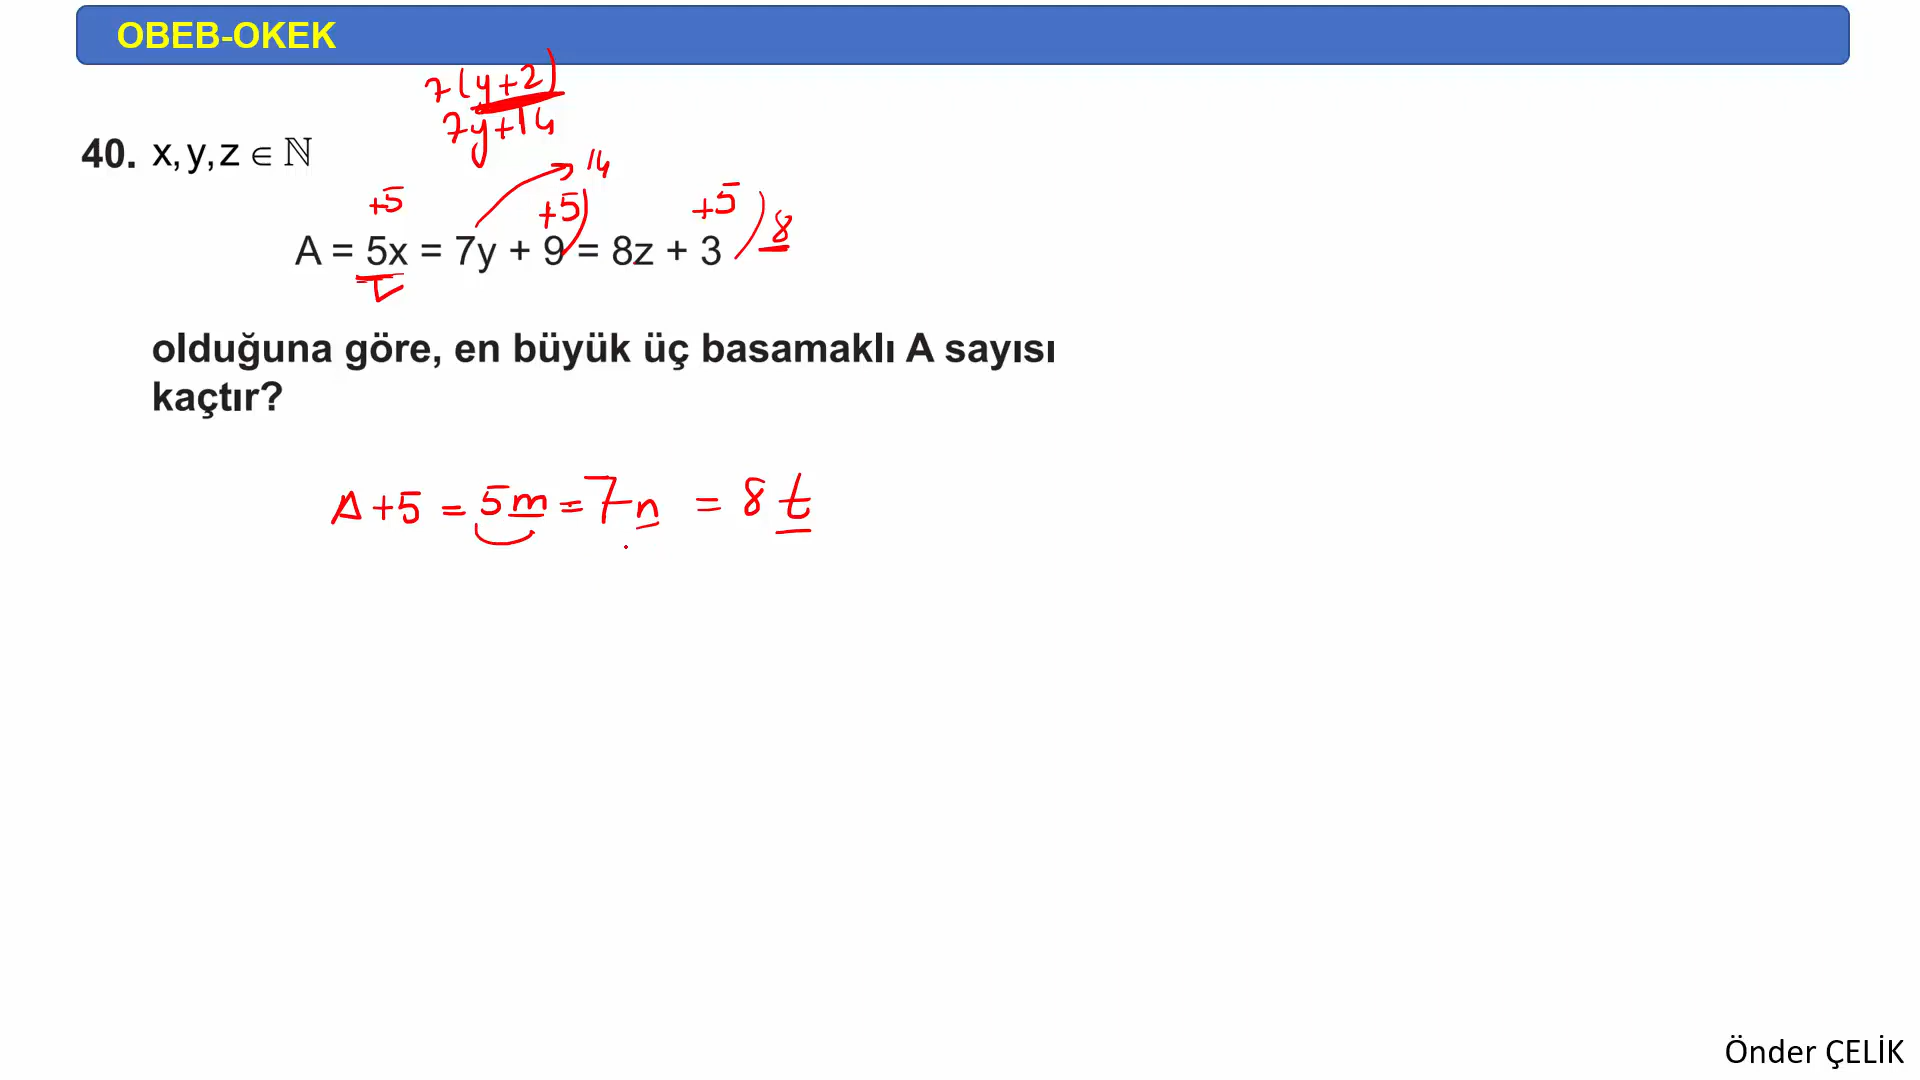 OBEB-OKEK
7(y+2)
7y+14
40. x, y, z ∈ ℕ
14
+5 +5 +5 8
A = 5x = 7y + 9 = 8z + 3
olduğuna göre, en büyük üç basamaklı A sayısı
kaçtır?
A+5 = 5m = 7n = 8t
Önder ÇELİK